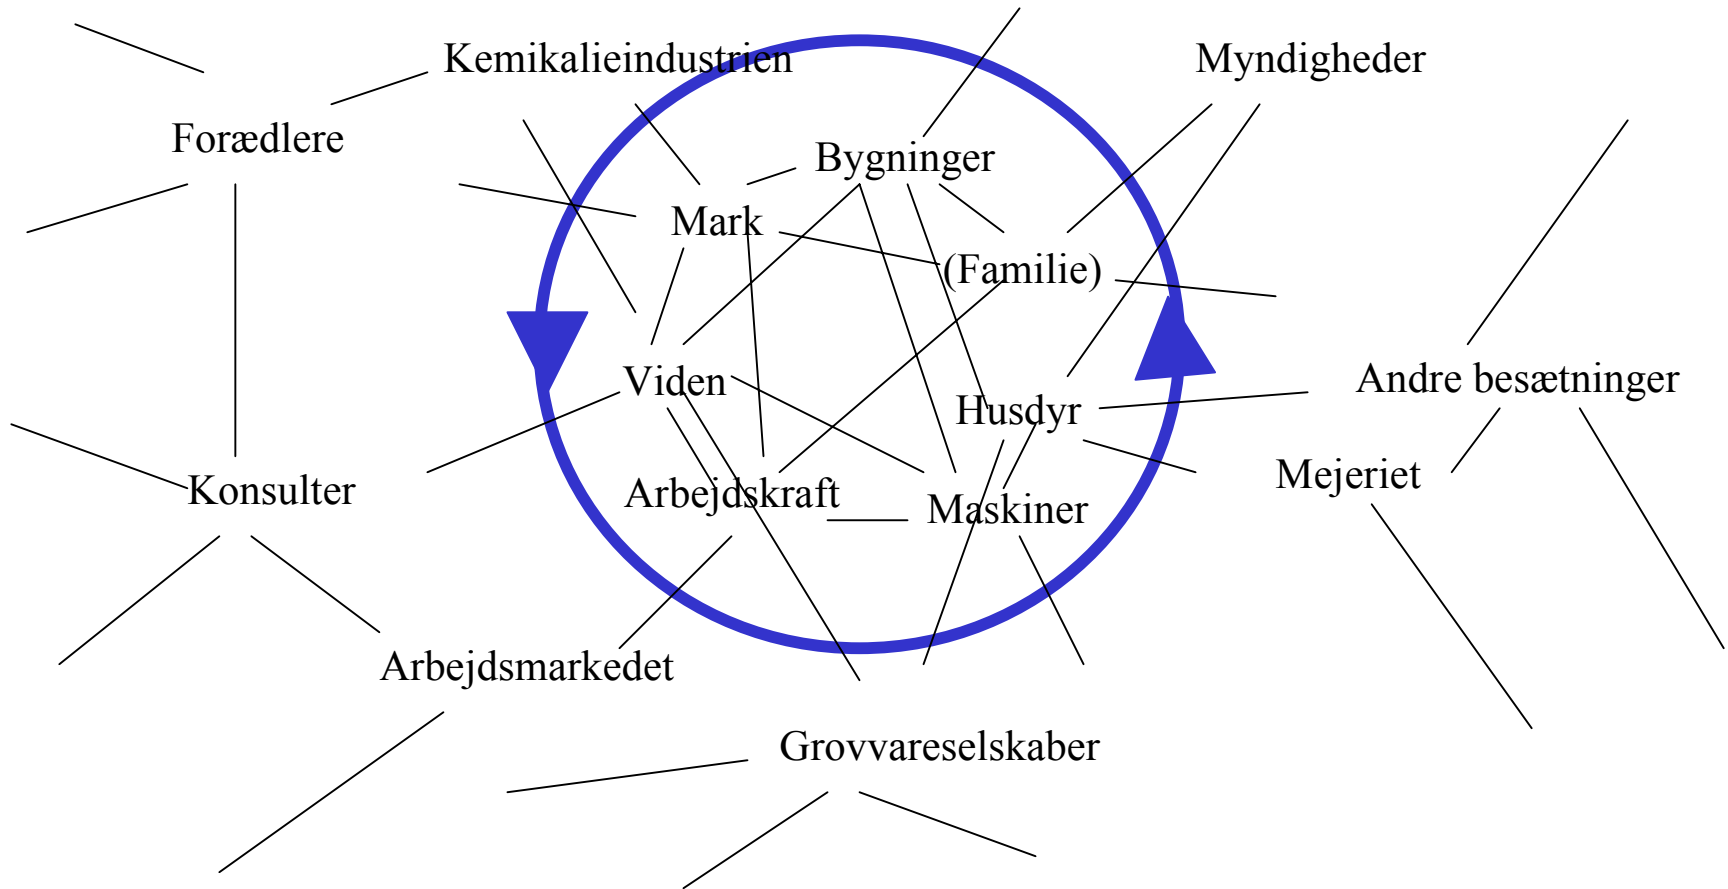 Kemikalieindustrien
Myndigheder
Forædlere
Bygninger
Mark
(Familie)
Viden
Andre besætninger
Husdyr
Mejeriet
Konsulter
Arbejdskraft
Maskiner
Arbejdsmarkedet
Grovvareselskaber